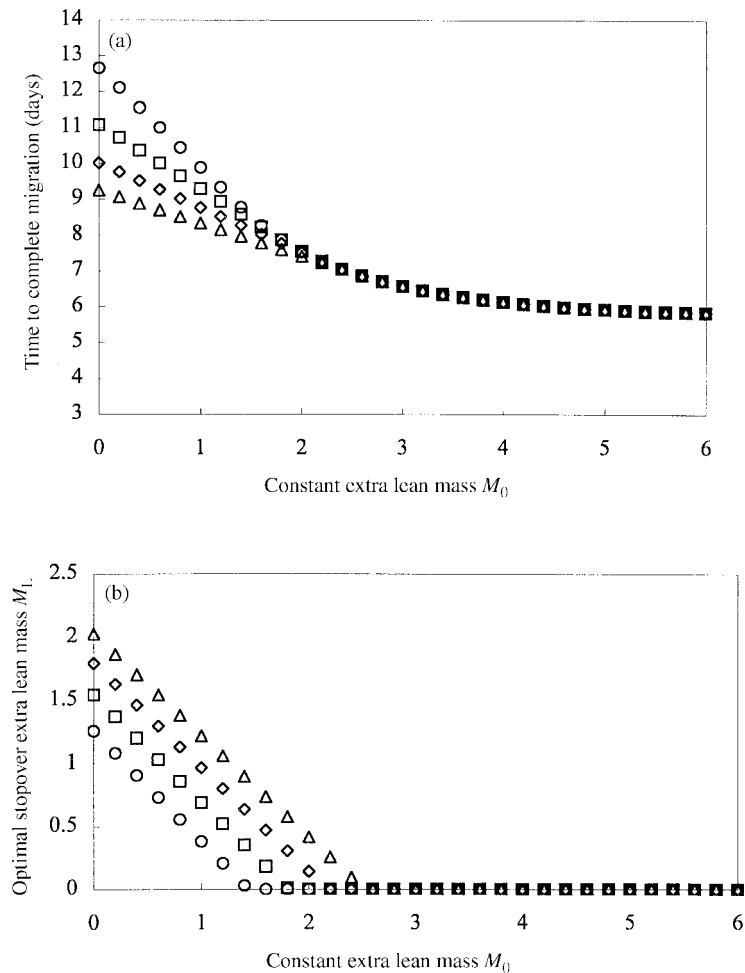 14
(a)
13
12
11
10
9
8
7
6
5
4
3
Time to complete migration (days)
0 1 2 3 4 5 6
Constant extra lean mass M₀
2.5
(b)
2
1.5
1
0.5
0
Optimal stopover extra lean mass M_L
0 1 2 3 4 5 6
Constant extra lean mass M₀